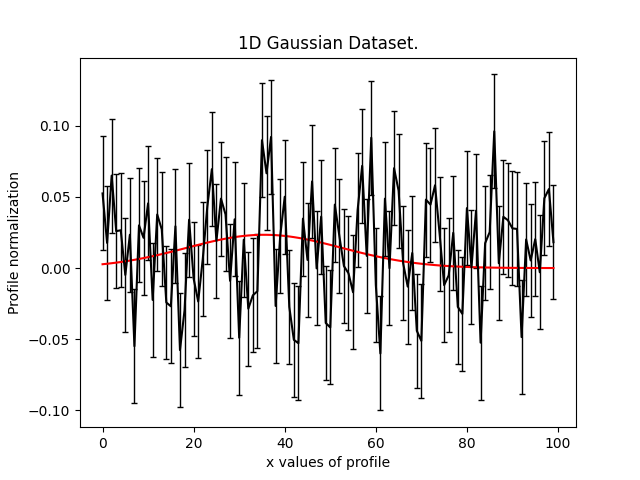 1D Gaussian Dataset.
Profile normalization
0.10
0.05
0.00
−0.05
−0.10
0 20 40 60 80 100
x values of profile